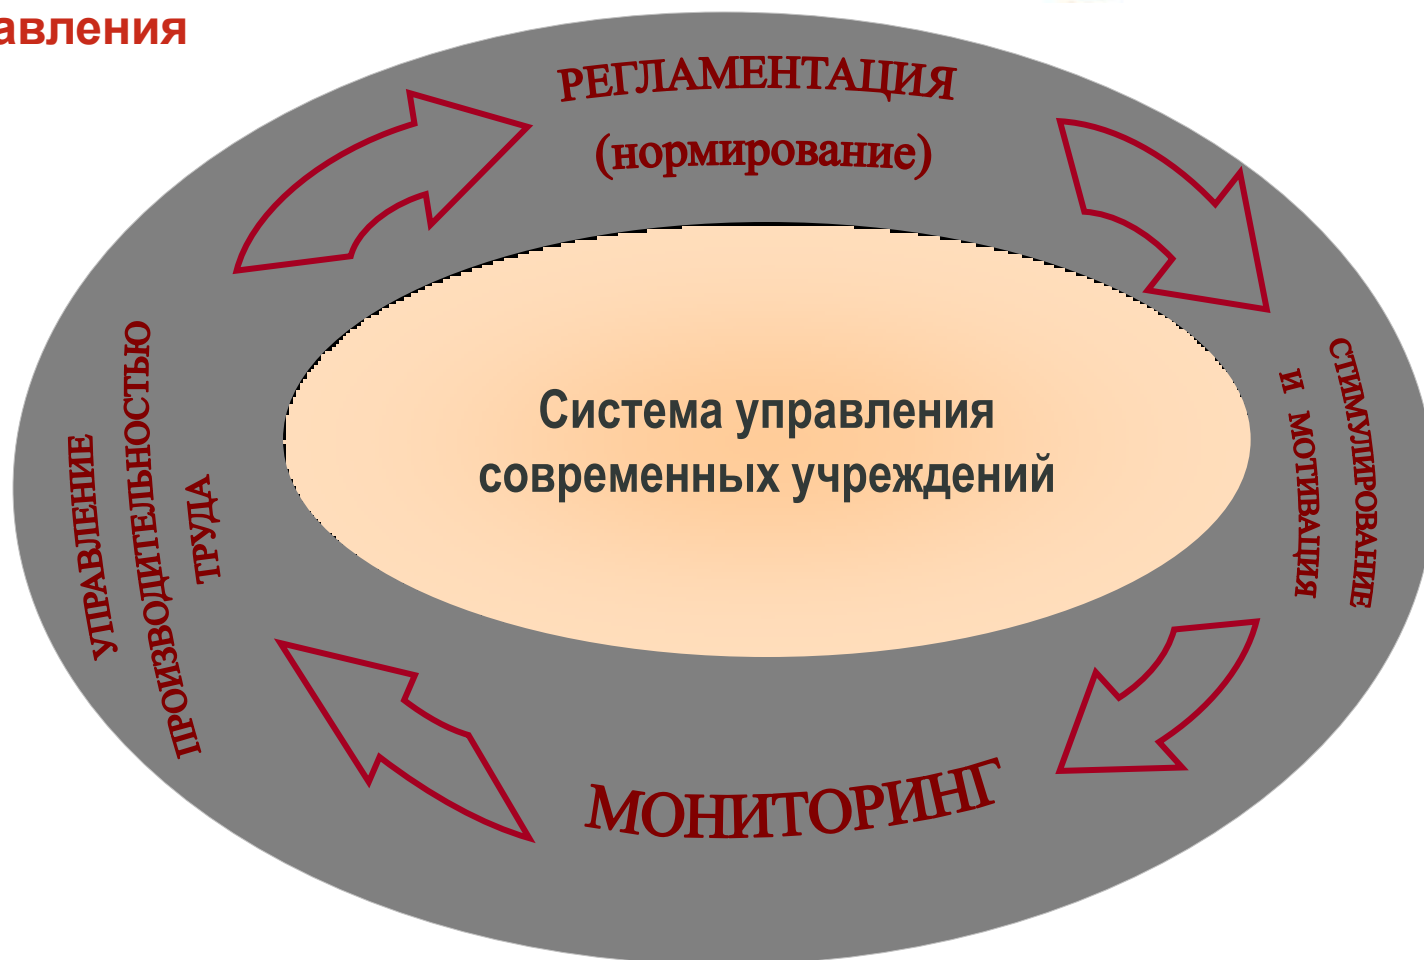 авления
РЕГЛАМЕНТАЦИЯ
(нормирование)
СТИМУЛИРОВАНИЕ
И МОТИВАЦИЯ
Система управления
современных учреждений
УПРАВЛЕНИЕ
ПРОИЗВОДИТЕЛЬНОСТЬЮ
ТРУДА
МОНИТОРИНГ